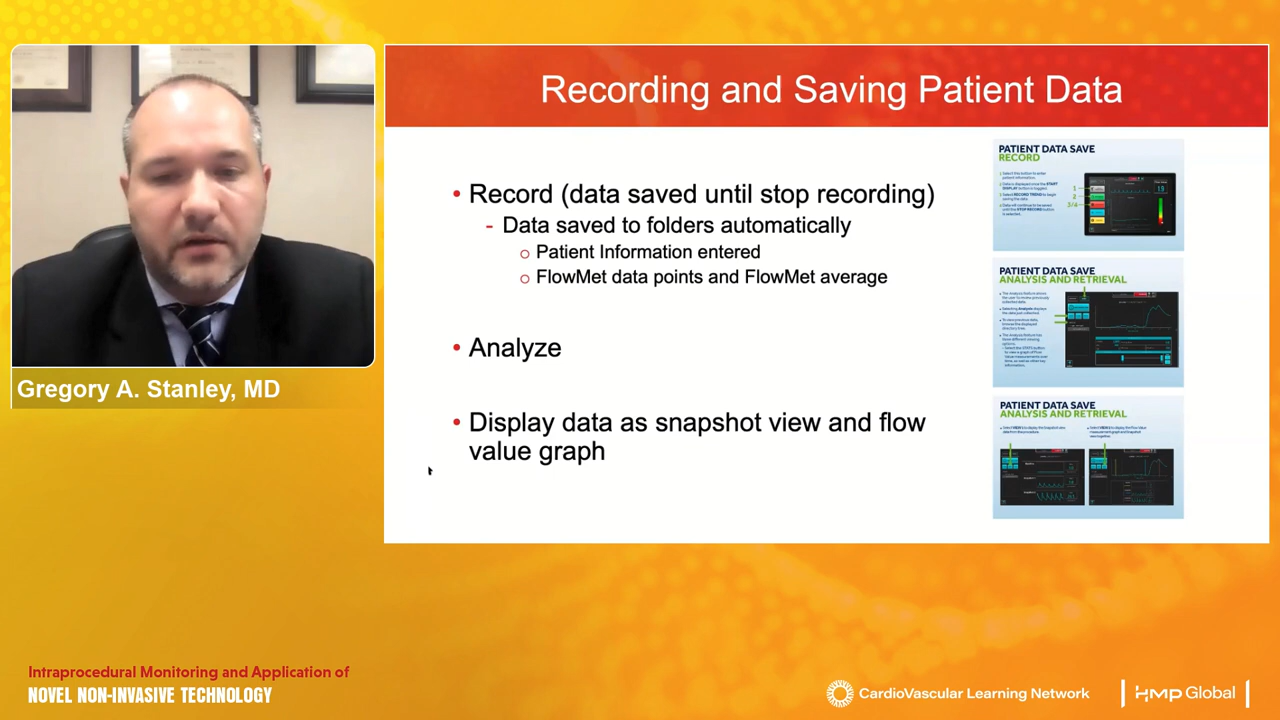 Recording and Saving Patient Data
• Record (data saved until stop recording)
- Data saved to folders automatically
○ Patient Information entered
○ FlowMet data points and FlowMet average
• Analyze
• Display data as snapshot view and flow
value graph
PATIENT DATA SAVE
RECORD
PATIENT DATA SAVE
ANALYSIS AND RETRIEVAL
PATIENT DATA SAVE
ANALYSIS AND RETRIEVAL
Gregory A. Stanley, MD
Intraprocedural Monitoring and Application of
NOVEL NON-INVASIVE TECHNOLOGY
CardioVascular Learning Network
HMP Global